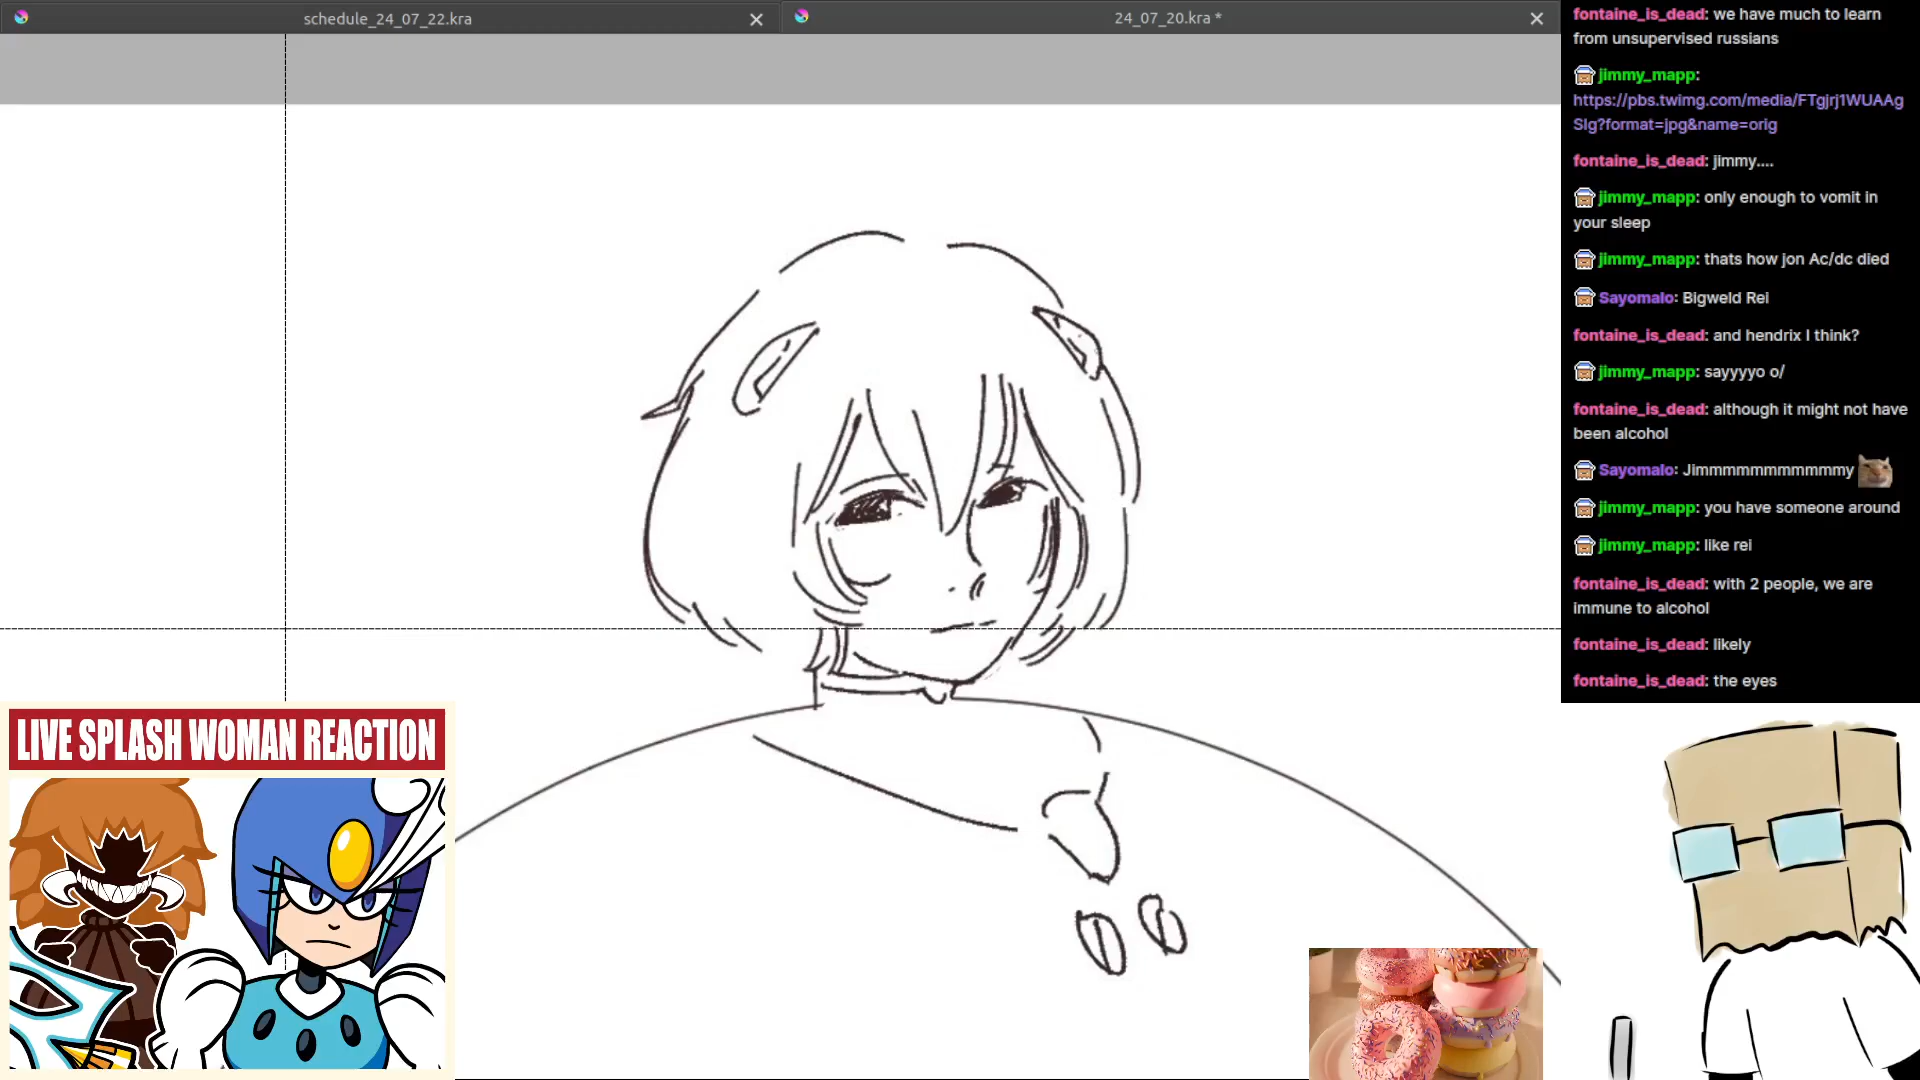 schedule_24_07_22.kra
24_07_20.kra *
fontaine_is_dead: we have much to learn
from unsupervised russians
jimmy_mapp:
https://pbs.twimg.com/media/FTgjrj1WUAAg
SIg?format=jpg&name=orig
fontaine_is_dead: jimmy....
jimmy_mapp: only enough to vomit in
your sleep
jimmy_mapp: thats how jon Ac/dc died
Sayomalo: Bigweld Rei
fontaine_is_dead: and hendrix I think?
jimmy_mapp: sayyyyo o/
fontaine_is_dead: although it might not have
been alcohol
Sayomalo: Jimmmmmmmmmmmy
jimmy_mapp: you have someone around
jimmy_mapp: like rei
fontaine_is_dead: with 2 people, we are
immune to alcohol
fontaine_is_dead: likely
fontaine_is_dead: the eyes
LIVE SPLASH WOMAN REACTION